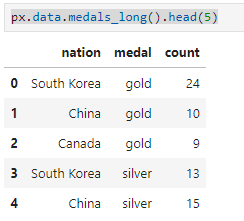 px.data.medals_long().head(5)
nation medal count
0 South Korea gold 24
1 China gold 10
2 Canada gold 9
3 South Korea silver 13
4 China silver 15